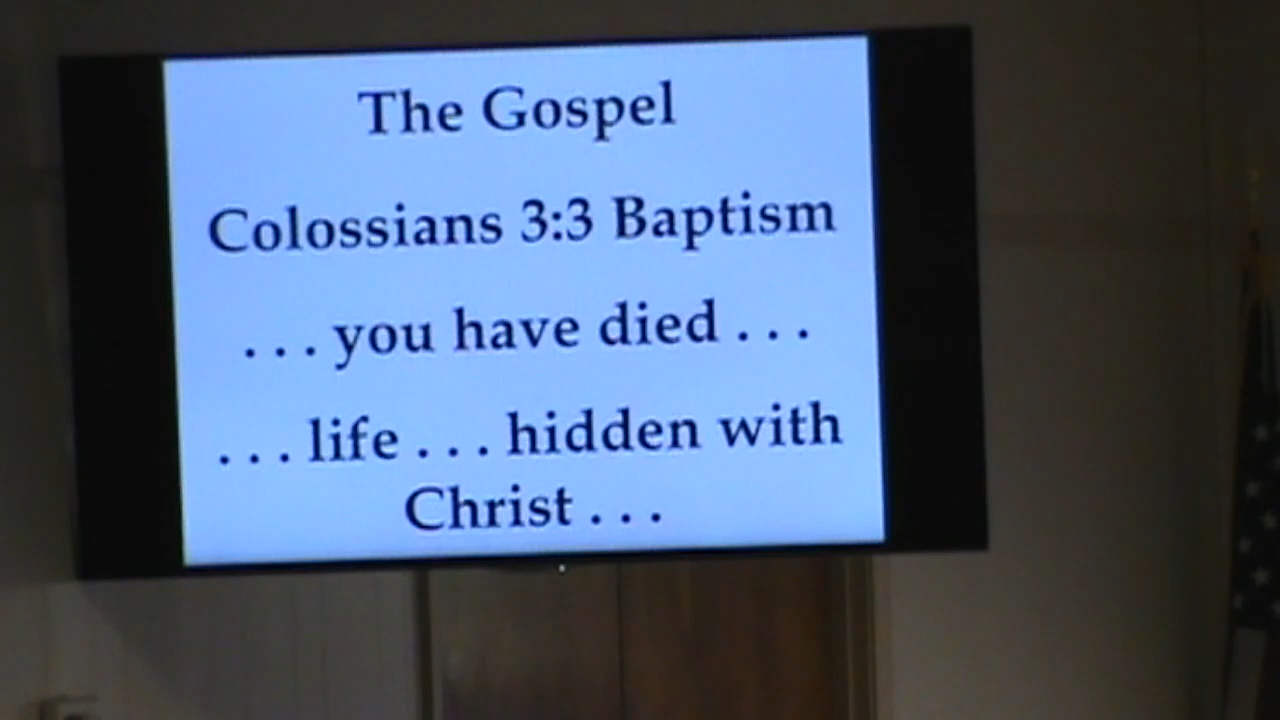 The Gospel
Colossians 3:3 Baptism
. . . you have died . . .
. . . life . . . hidden with
Christ . . .